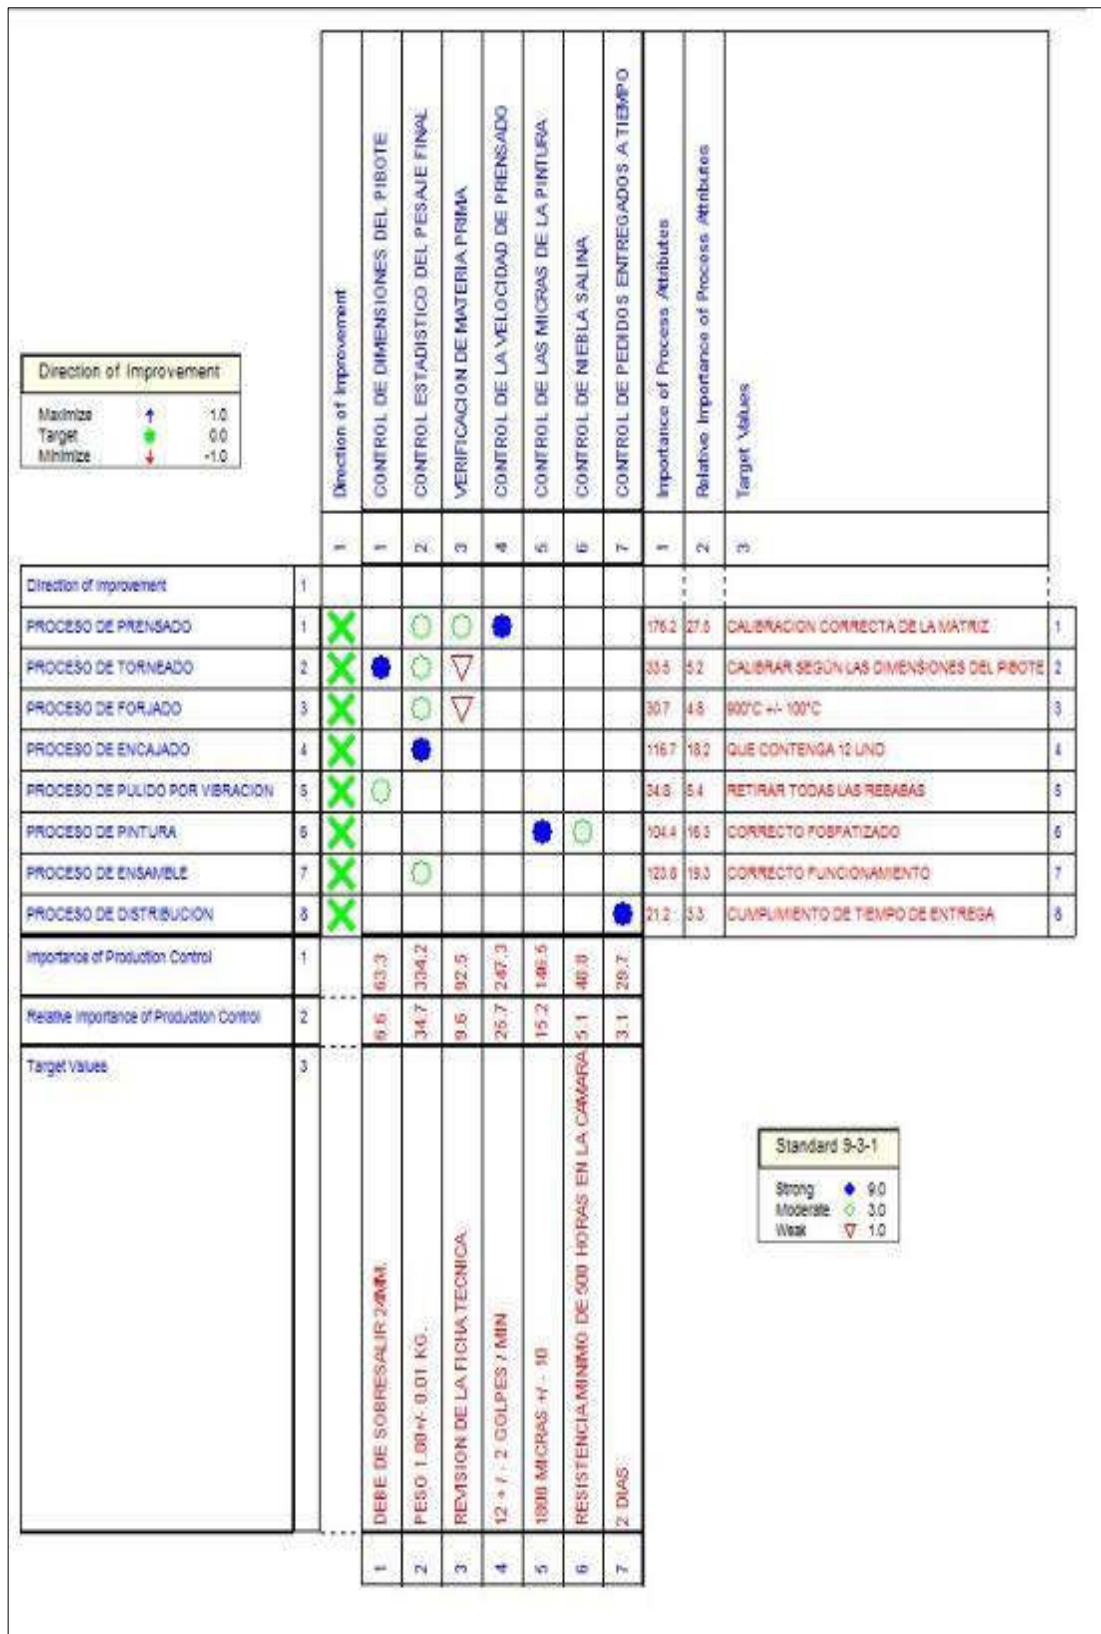 Direction of Improvement
CONTROL DE DIMENSIONES DEL PIBOTE
CONTROL ESTADISTICO DEL PESAJE FINAL
VERIFICACION DE MATERIA PRIMA
CONTROL DE LA VELOCIDAD DE PRENSADO
CONTROL DE LAS MICRAS DE LA PINTURA
CONTROL DE NIEBLA SALINA
CONTROL DE PEDIDOS ENTREGADOS A TIEMPO
Importance of Process Attributes
Relative Importance of Process Attributes
Target Values
1 1 2 3 4 5 6 7 1 2 3
Direction of Improvement
Maximize 1.0
Target 0.0
Minimize -1.0
Direction of Improvement 1
PROCESO DE PRENSADO 1 176.2 CALIBRACION CORRECTA DE LA MATRIZ 1
PROCESO DE TORNEADO 2 33.5 5.2 CALIBRAR SEGÚN LAS DIMENSIONES DEL PIBOTE 2
PROCESO DE FORJADO 3 30.7 4.8 900°C +/- 100°C 3
PROCESO DE ENCAJADO 4 116.7 18.2 QUE CONTENGA 12 UND 4
PROCESO DE PULIDO POR VIBRACION 5 34.8 5.4 RETIRAR TODAS LAS REBABAS 5
PROCESO DE PINTURA 6 104.4 16.3 CORRECTO FOSFATIZADO 6
PROCESO DE ENSAMBLE 7 123.8 19.3 CORRECTO FUNCIONAMIENTO 7
PROCESO DE DISTRIBUCION 8 21.2 3.3 CUMPLIMIENTO DE TIEMPO DE ENTREGA 8
Importance of Production Control 1 63.3 334.2 92.5 247.3 146.5 48.8 29.7
Relative Importance of Production Control 2 6.6 34.7 9.6 25.7 15.2 5.1 3.1
Target Values 3
DEBE DE SOBRESALIR 24MM.
PESO 1.00+/- 0.01 KG.
REVISION DE LA FICHA TECNICA.
12 + / - 2 GOLPES / MIN
1800 MICRAS +/ - 10
RESISTENCIA MINIMO DE 500 HORAS EN LA CAMARA
2 DIAS
1 2 3 4 5 6 7
Standard 9-3-1
Strong 9.0
Moderate 3.0
Weak 1.0